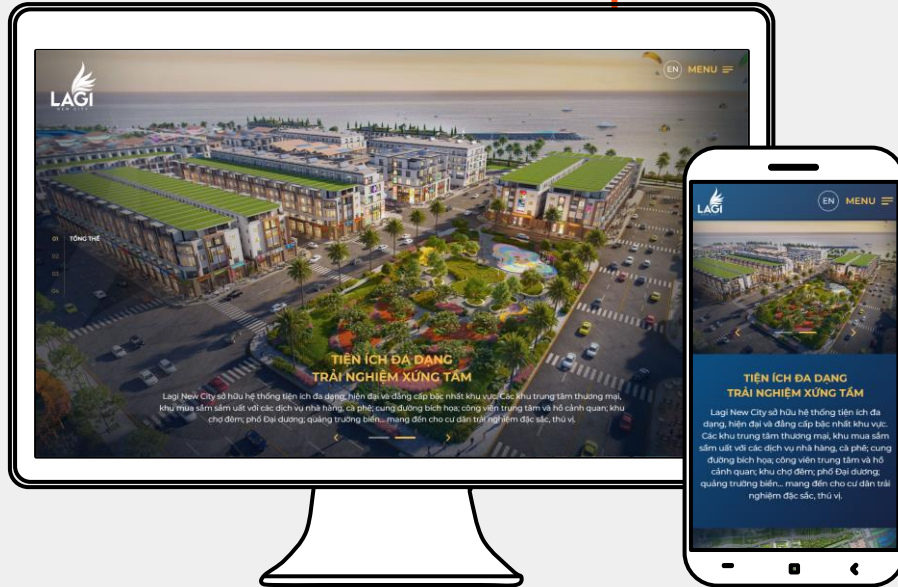 LAGI
NEW CITY
EN MENU
01 TỔNG THỂ
02
03
04
TIỆN ÍCH ĐA DẠNG
TRẢI NGHIỆM XỨNG TẦM
Lagi New City sở hữu hệ thống tiện ích đa dạng, hiện đại và đẳng cấp bậc nhất khu vực. Các khu trung tâm thương mại,
khu mua sắm sầm uất với các dịch vụ nhà hàng, cà phê; cung đường bích họa; công viên trung tâm và hồ cảnh quan; khu
chợ đêm; phố Đại dương; quảng trường biển... mang đến cho cư dân trải nghiệm đặc sắc, thú vị.
LAGI
EN MENU
TIỆN ÍCH ĐA DẠNG
TRẢI NGHIỆM XỨNG TẦM
Lagi New City sở hữu hệ thống tiện ích đa
dạng, hiện đại và đẳng cấp bậc nhất khu vực.
Các khu trung tâm thương mại, khu mua sắm
sầm uất với các dịch vụ nhà hàng, cà phê; cung
đường bích họa; công viên trung tâm và hồ
cảnh quan; khu chợ đêm; phố Đại dương;
quảng trường biển... mang đến cho cư dân trải
nghiệm đặc sắc, thú vị.